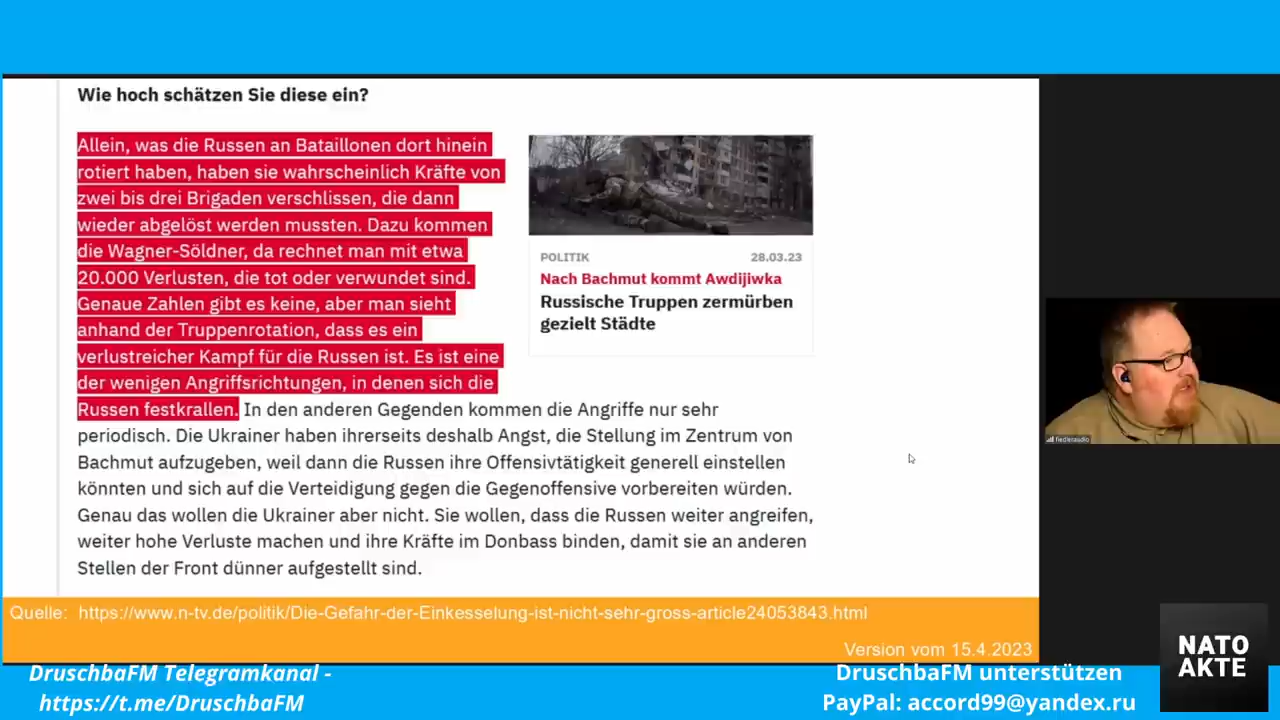 Wie hoch schätzen Sie diese ein?
Allein, was die Russen an Bataillonen dort hinein
rotiert haben, haben sie wahrscheinlich Kräfte von
zwei bis drei Brigaden verschlissen, die dann
wieder abgelöst werden mussten. Dazu kommen
die Wagner-Söldner, da rechnet man mit etwa
20.000 Verlusten, die tot oder verwundet sind.
Genaue Zahlen gibt es keine, aber man sieht
anhand der Truppenrotation, dass es ein
verlustreicher Kampf für die Russen ist. Es ist eine
der wenigen Angriffsrichtungen, in denen sich die
Russen festkrallen. In den anderen Gegenden kommen die Angriffe nur sehr
periodisch. Die Ukrainer haben ihrerseits deshalb Angst, die Stellung im Zentrum von
Bachmut aufzugeben, weil dann die Russen ihre Offensivtätigkeit generell einstellen
könnten und sich auf die Verteidigung gegen die Gegenoffensive vorbereiten würden.
Genau das wollen die Ukrainer aber nicht. Sie wollen, dass die Russen weiter angreifen,
weiter hohe Verluste machen und ihre Kräfte im Donbass binden, damit sie an anderen
Stellen der Front dünner aufgestellt sind.
POLITIK 28.03.23
Nach Bachmut kommt Awdijiwka
Russische Truppen zermürben
gezielt Städte
fiedleraudio
Quelle: https://www.n-tv.de/politik/Die-Gefahr-der-Einkesselung-ist-nicht-sehr-gross-article24053843.html
Version vom 15.4.2023
DruschbaFM Telegramkanal -
https://t.me/DruschbaFM
DruschbaFM unterstützen
PayPal: accord99@yandex.ru
NATO
AKTE